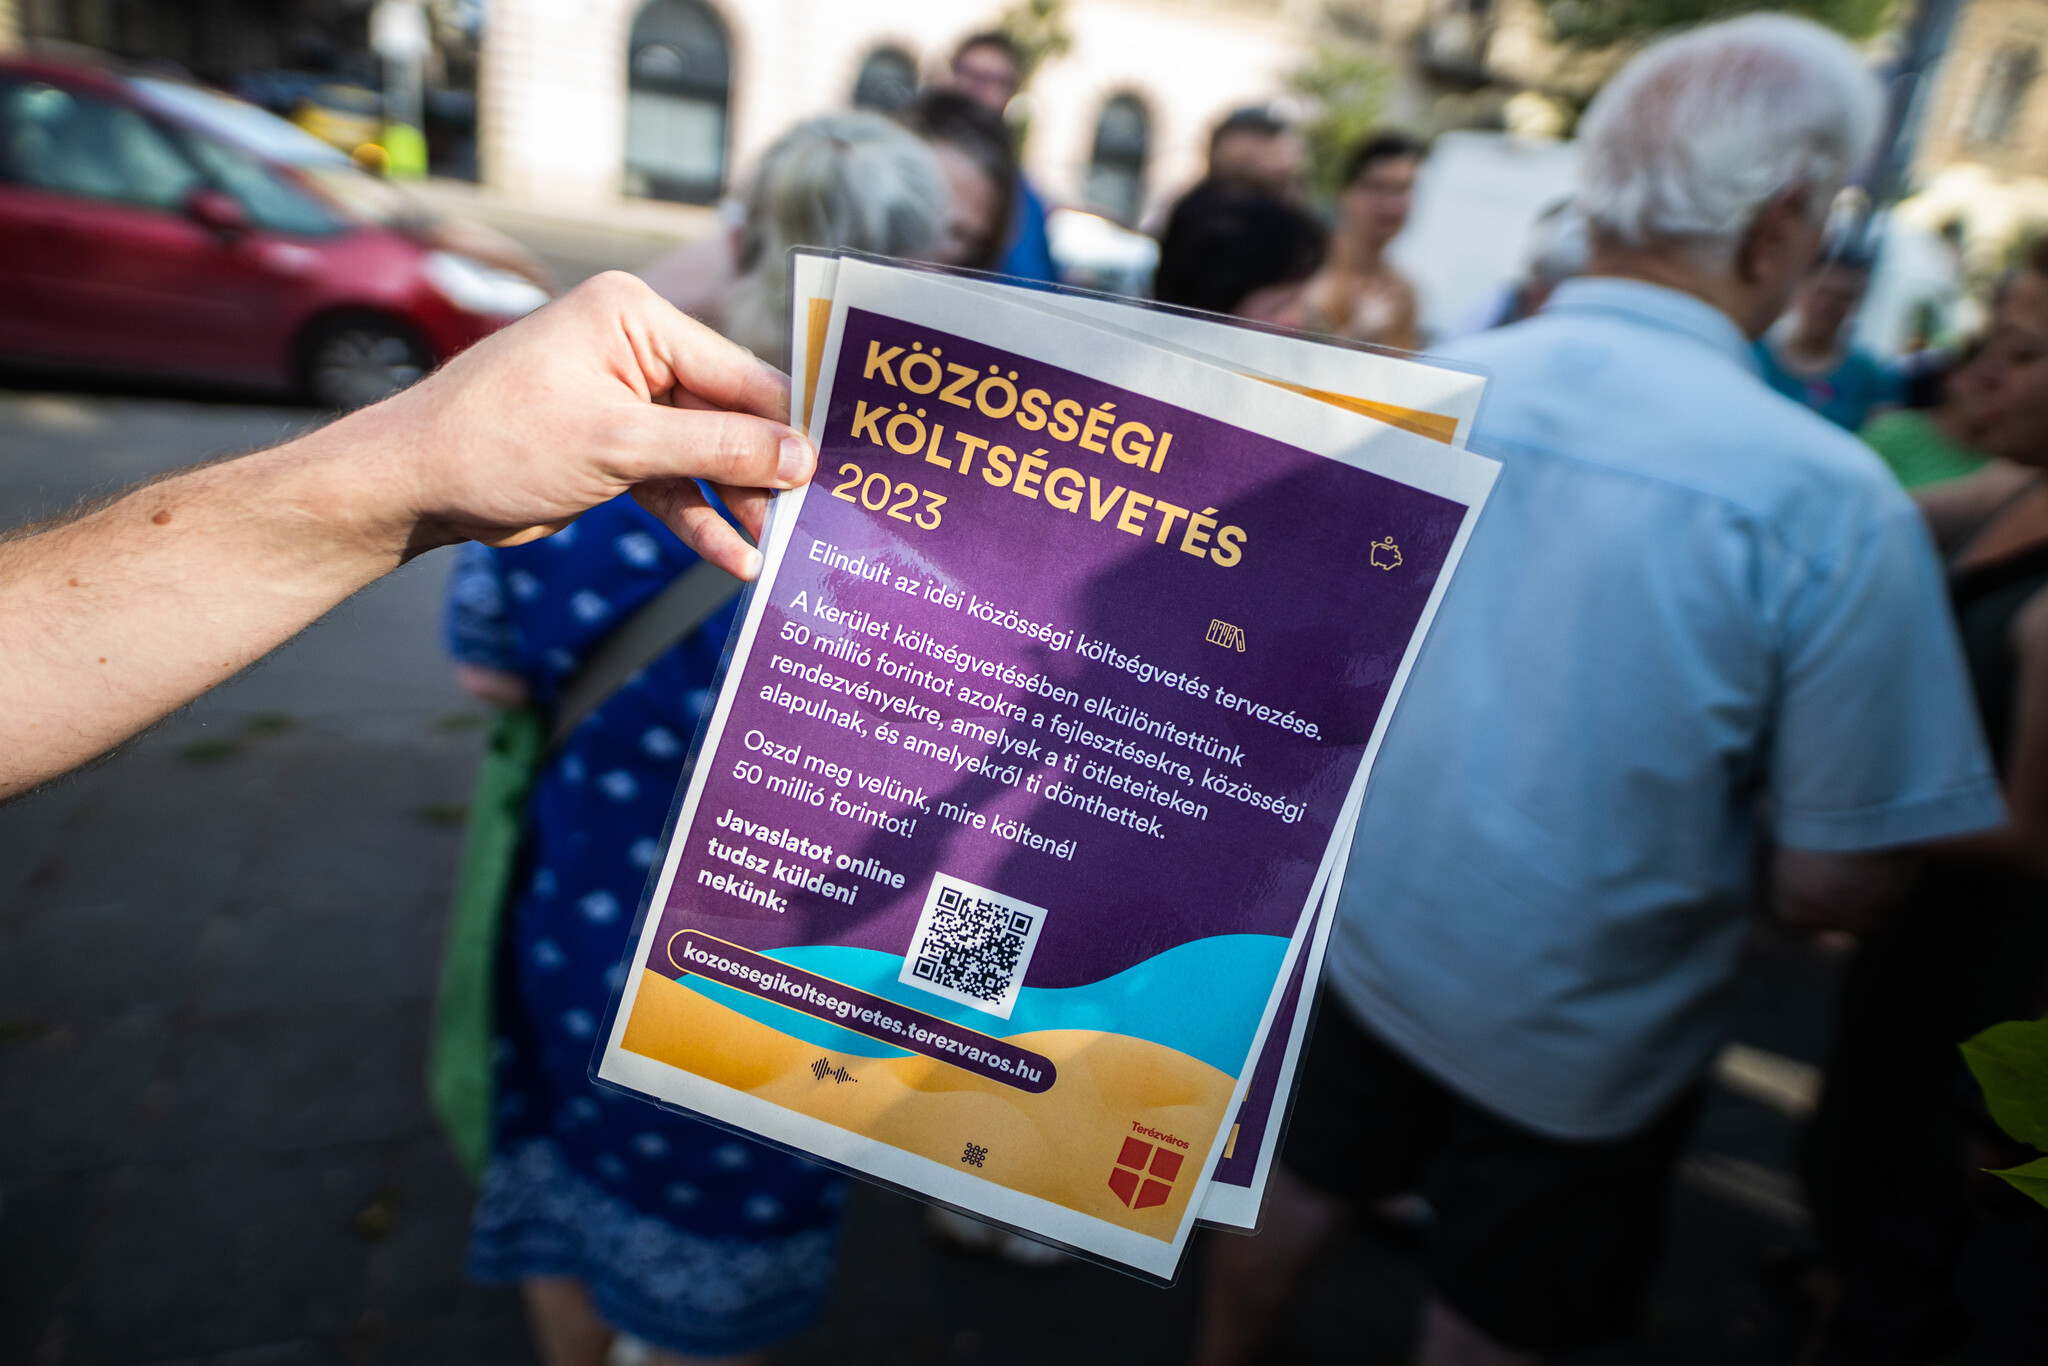 KÖZÖSSÉGI
KÖLTSÉGVETÉS
2023
Elindult az idei közösségi költségvetés tervezése.
A kerület költségvetésében elkülönítettünk
50 millió forintot azokra a fejlesztésekre, közösségi
rendezvényekre, amelyek a ti ötleteiteken
alapulnak, és amelyekről ti dönthettek.
Oszd meg velünk, mire költenél
50 millió forintot!
Javaslatot online
tudsz küldeni
nekünk:
kozossegikoltsegvetes.terezvaros.hu
Terézváros